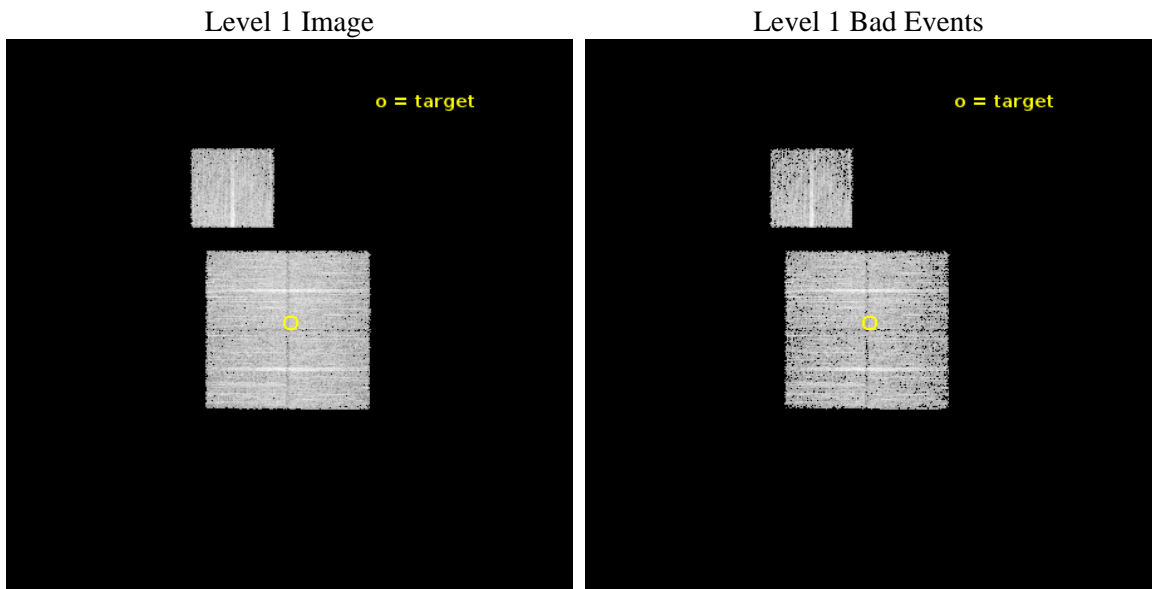 Level 1 Image
Level 1 Bad Events
o = target
o = target